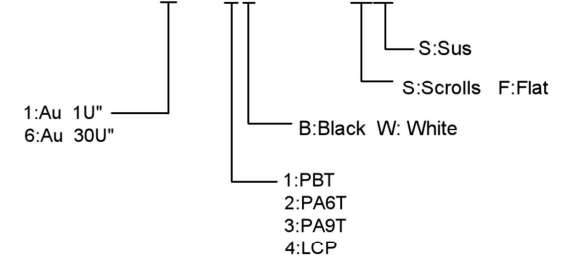 S:Sus
S:Scrolls F:Flat
1:Au 1U"
6:Au 30U"
B:Black W: White
1:PBT
2:PA6T
3:PA9T
4:LCP